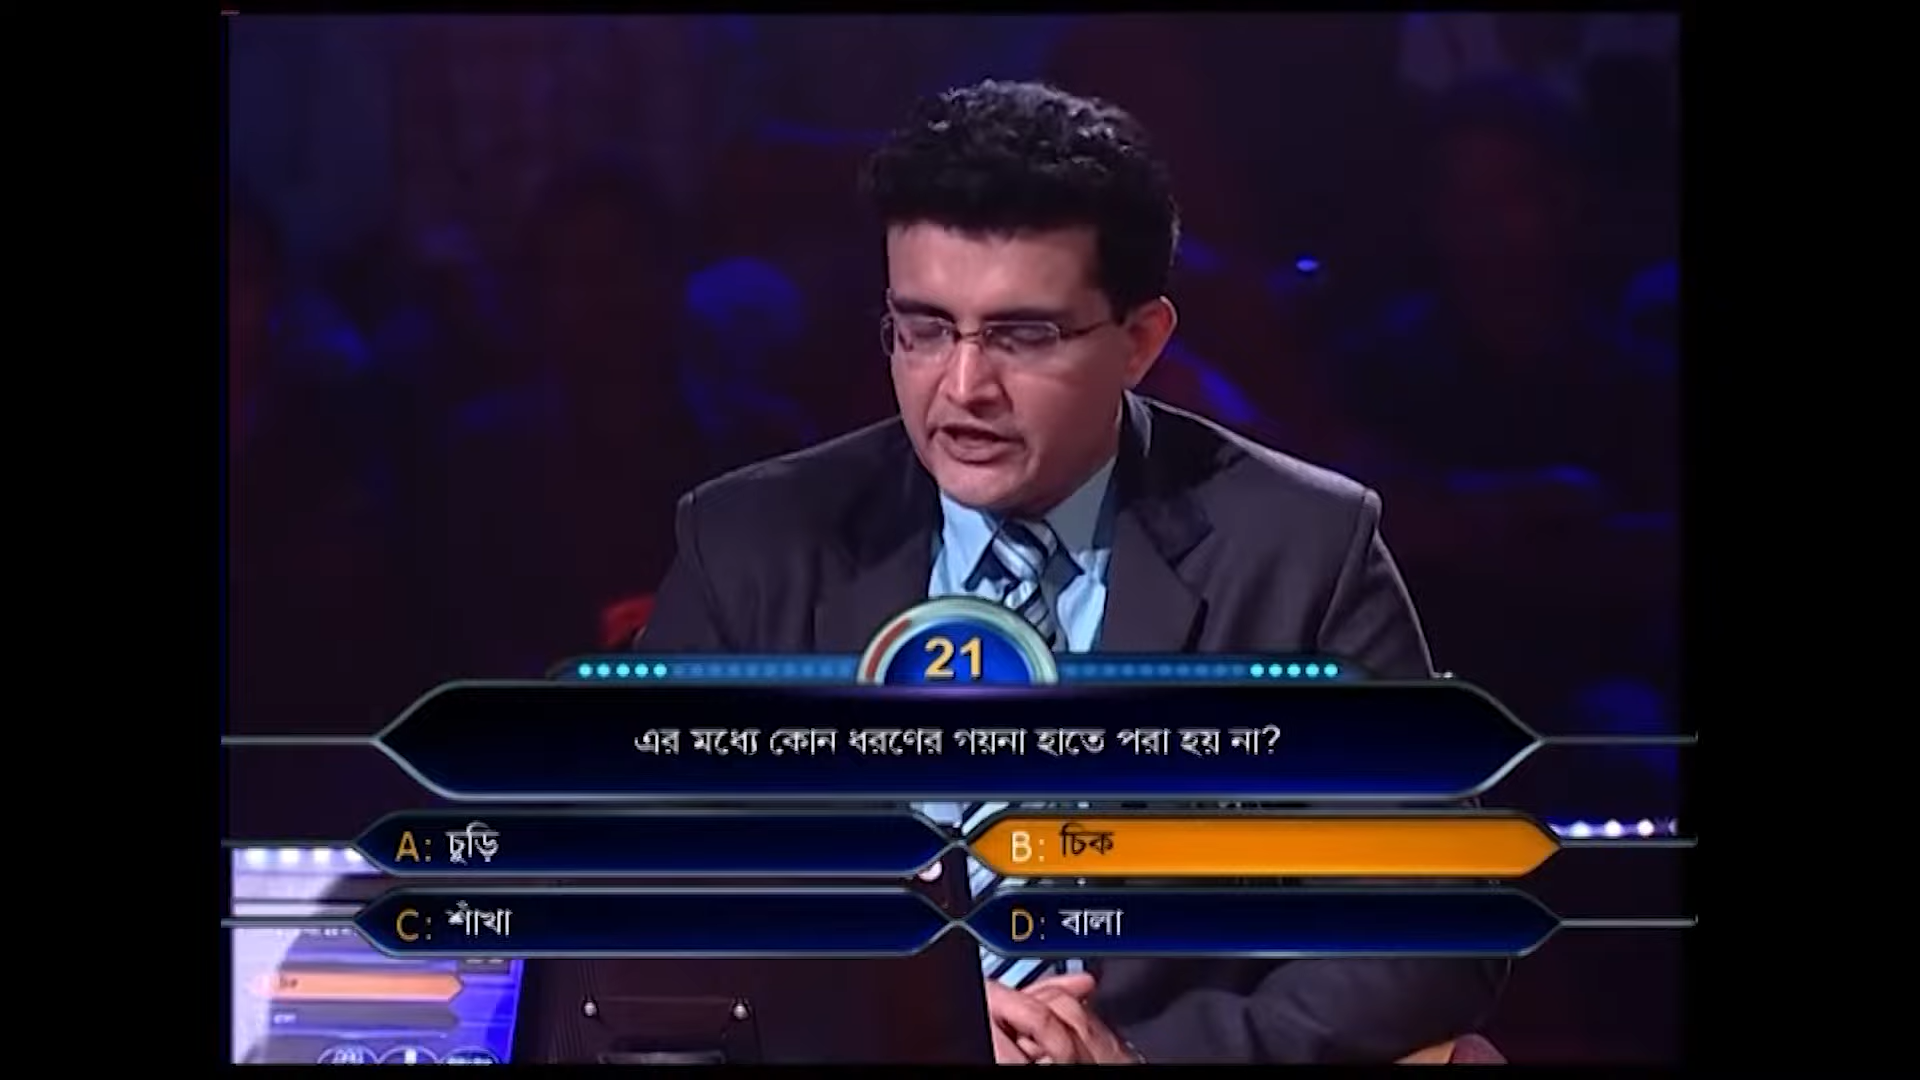 21
এর মধ্যে কোন ধরণের গয়না হাতে পরা হয় না?
A: চুড়ি
B: চিক
C: শাঁখা
D: বালা